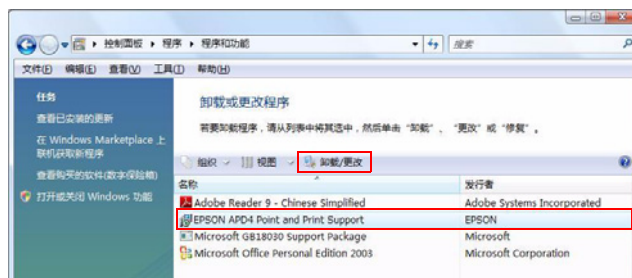 控制面板 ▸ 程序 ▸ 程序和功能
搜索
文件(F) 编辑(E) 查看(V) 工具(T) 帮助(H)
任务
查看已安装的更新
在 Windows Marketplace 上
联机获取新程序
查看购买的软件(数字保险箱)
打开或关闭 Windows 功能
卸载或更改程序
若要卸载程序，请从列表中将其选中，然后单击“卸载”、“更改”或“修复”。
组织 视图 卸载/更改
名称 发行者
Adobe Reader 9 - Chinese Simplified Adobe Systems Incorporated
EPSON APD4 Point and Print Support EPSON
Microsoft GB18030 Support Package Microsoft
Microsoft Office Personal Edition 2003 Microsoft Corporation